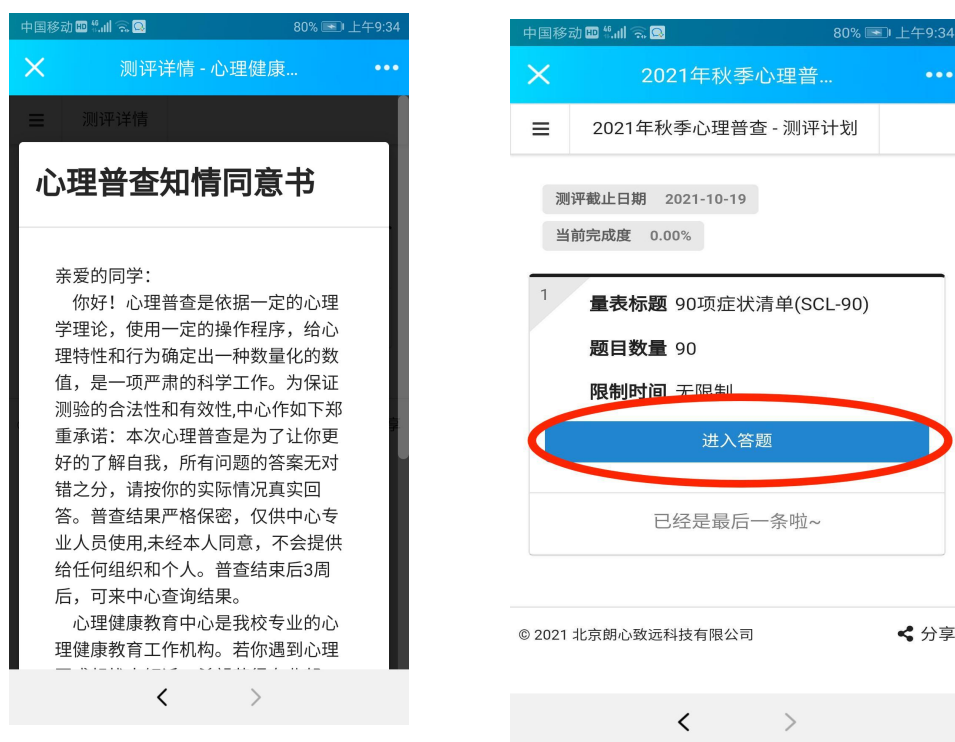 中国移动 HD 4G 80% 上午9:34
测评详情 - 心理健康...
测评详情
心理普查知情同意书
亲爱的同学：
你好！心理普查是依据一定的心理
学理论，使用一定的操作程序，给心
理特性和行为确定出一种数量化的数
值，是一项严肃的科学工作。为保证
测验的合法性和有效性,中心作如下郑
重承诺：本次心理普查是为了让你更
好的了解自我，所有问题的答案无对
错之分，请按你的实际情况真实回
答。普查结果严格保密，仅供中心专
业人员使用,未经本人同意，不会提供
给任何组织和个人。普查结束后3周
后，可来中心查询结果。
心理健康教育中心是我校专业的心
理健康教育工作机构。若你遇到心理
中国移动 HD 4G 80% 上午9:34
2021年秋季心理普...
2021年秋季心理普查 - 测评计划
测评截止日期 2021-10-19
当前完成度 0.00%
1
量表标题 90项症状清单(SCL-90)
题目数量 90
限制时间 无限制
进入答题
已经是最后一条啦~
© 2021 北京朗心致远科技有限公司
分享